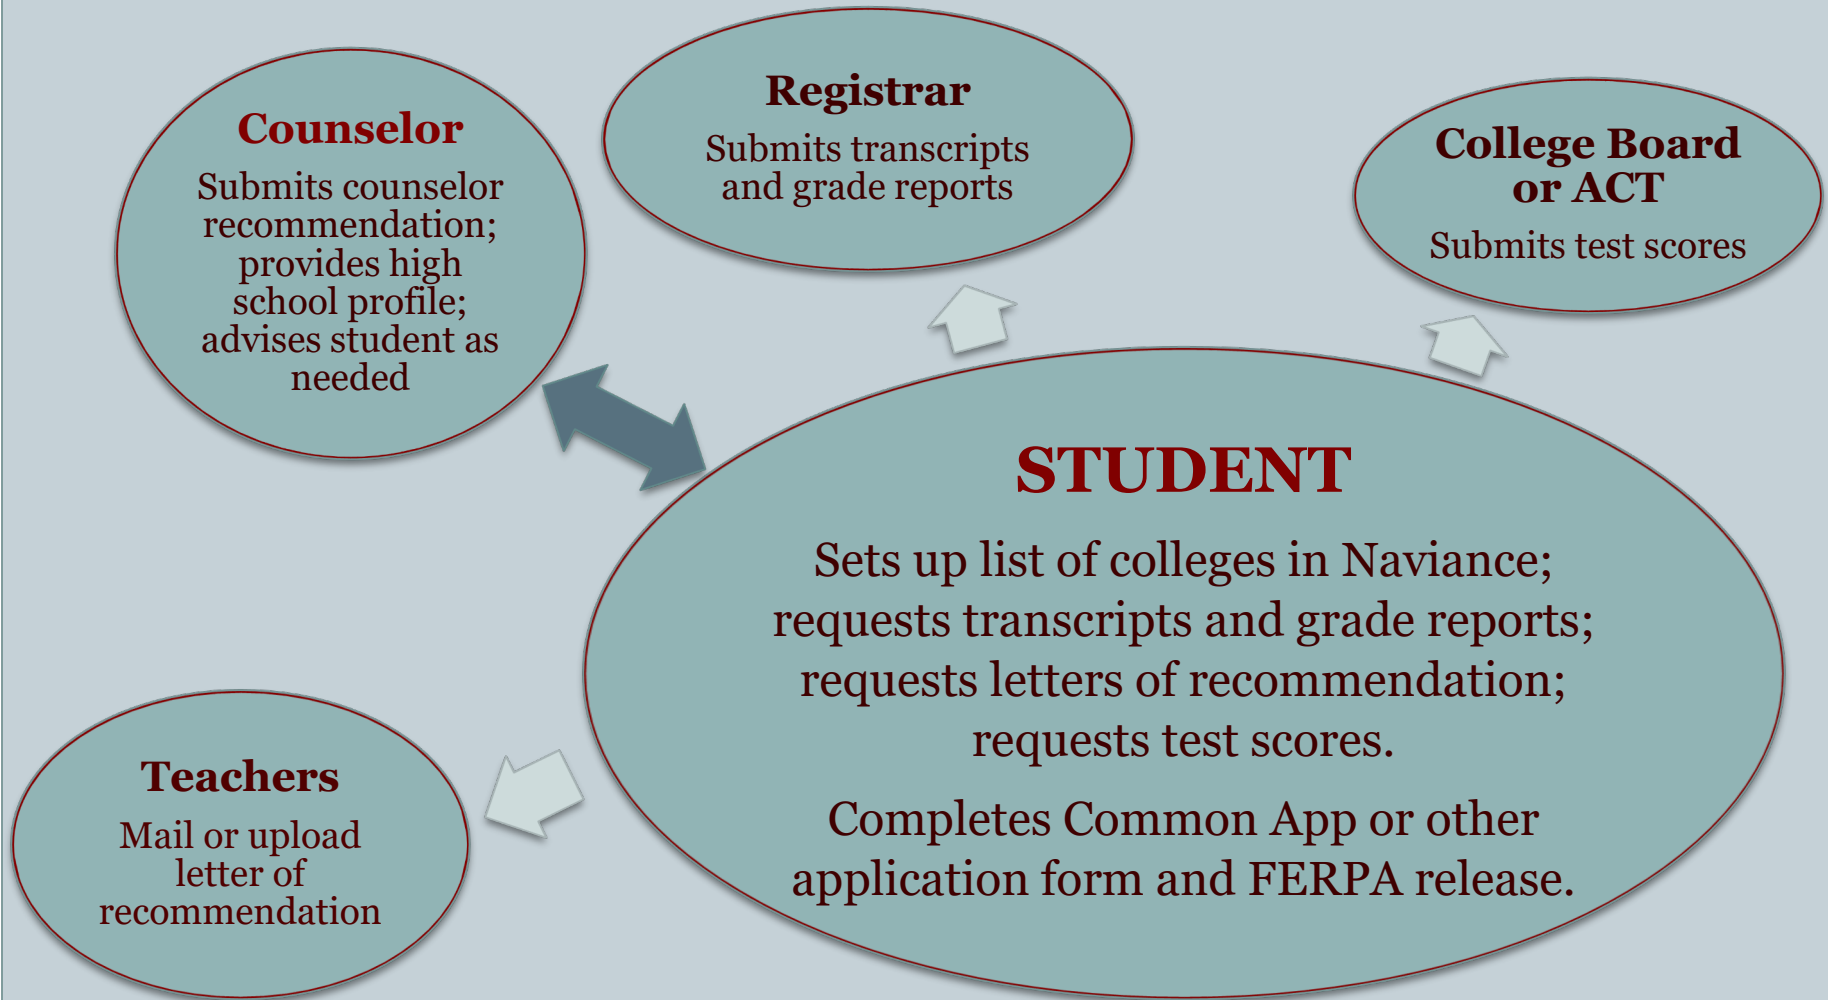 Counselor
Submits counselor
recommendation;
provides high
school profile;
advises student as
needed
Registrar
Submits transcripts
and grade reports
College Board
or ACT
Submits test scores
STUDENT
Sets up list of colleges in Naviance;
requests transcripts and grade reports;
requests letters of recommendation;
requests test scores.
Completes Common App or other
application form and FERPA release.
Teachers
Mail or upload
letter of
recommendation